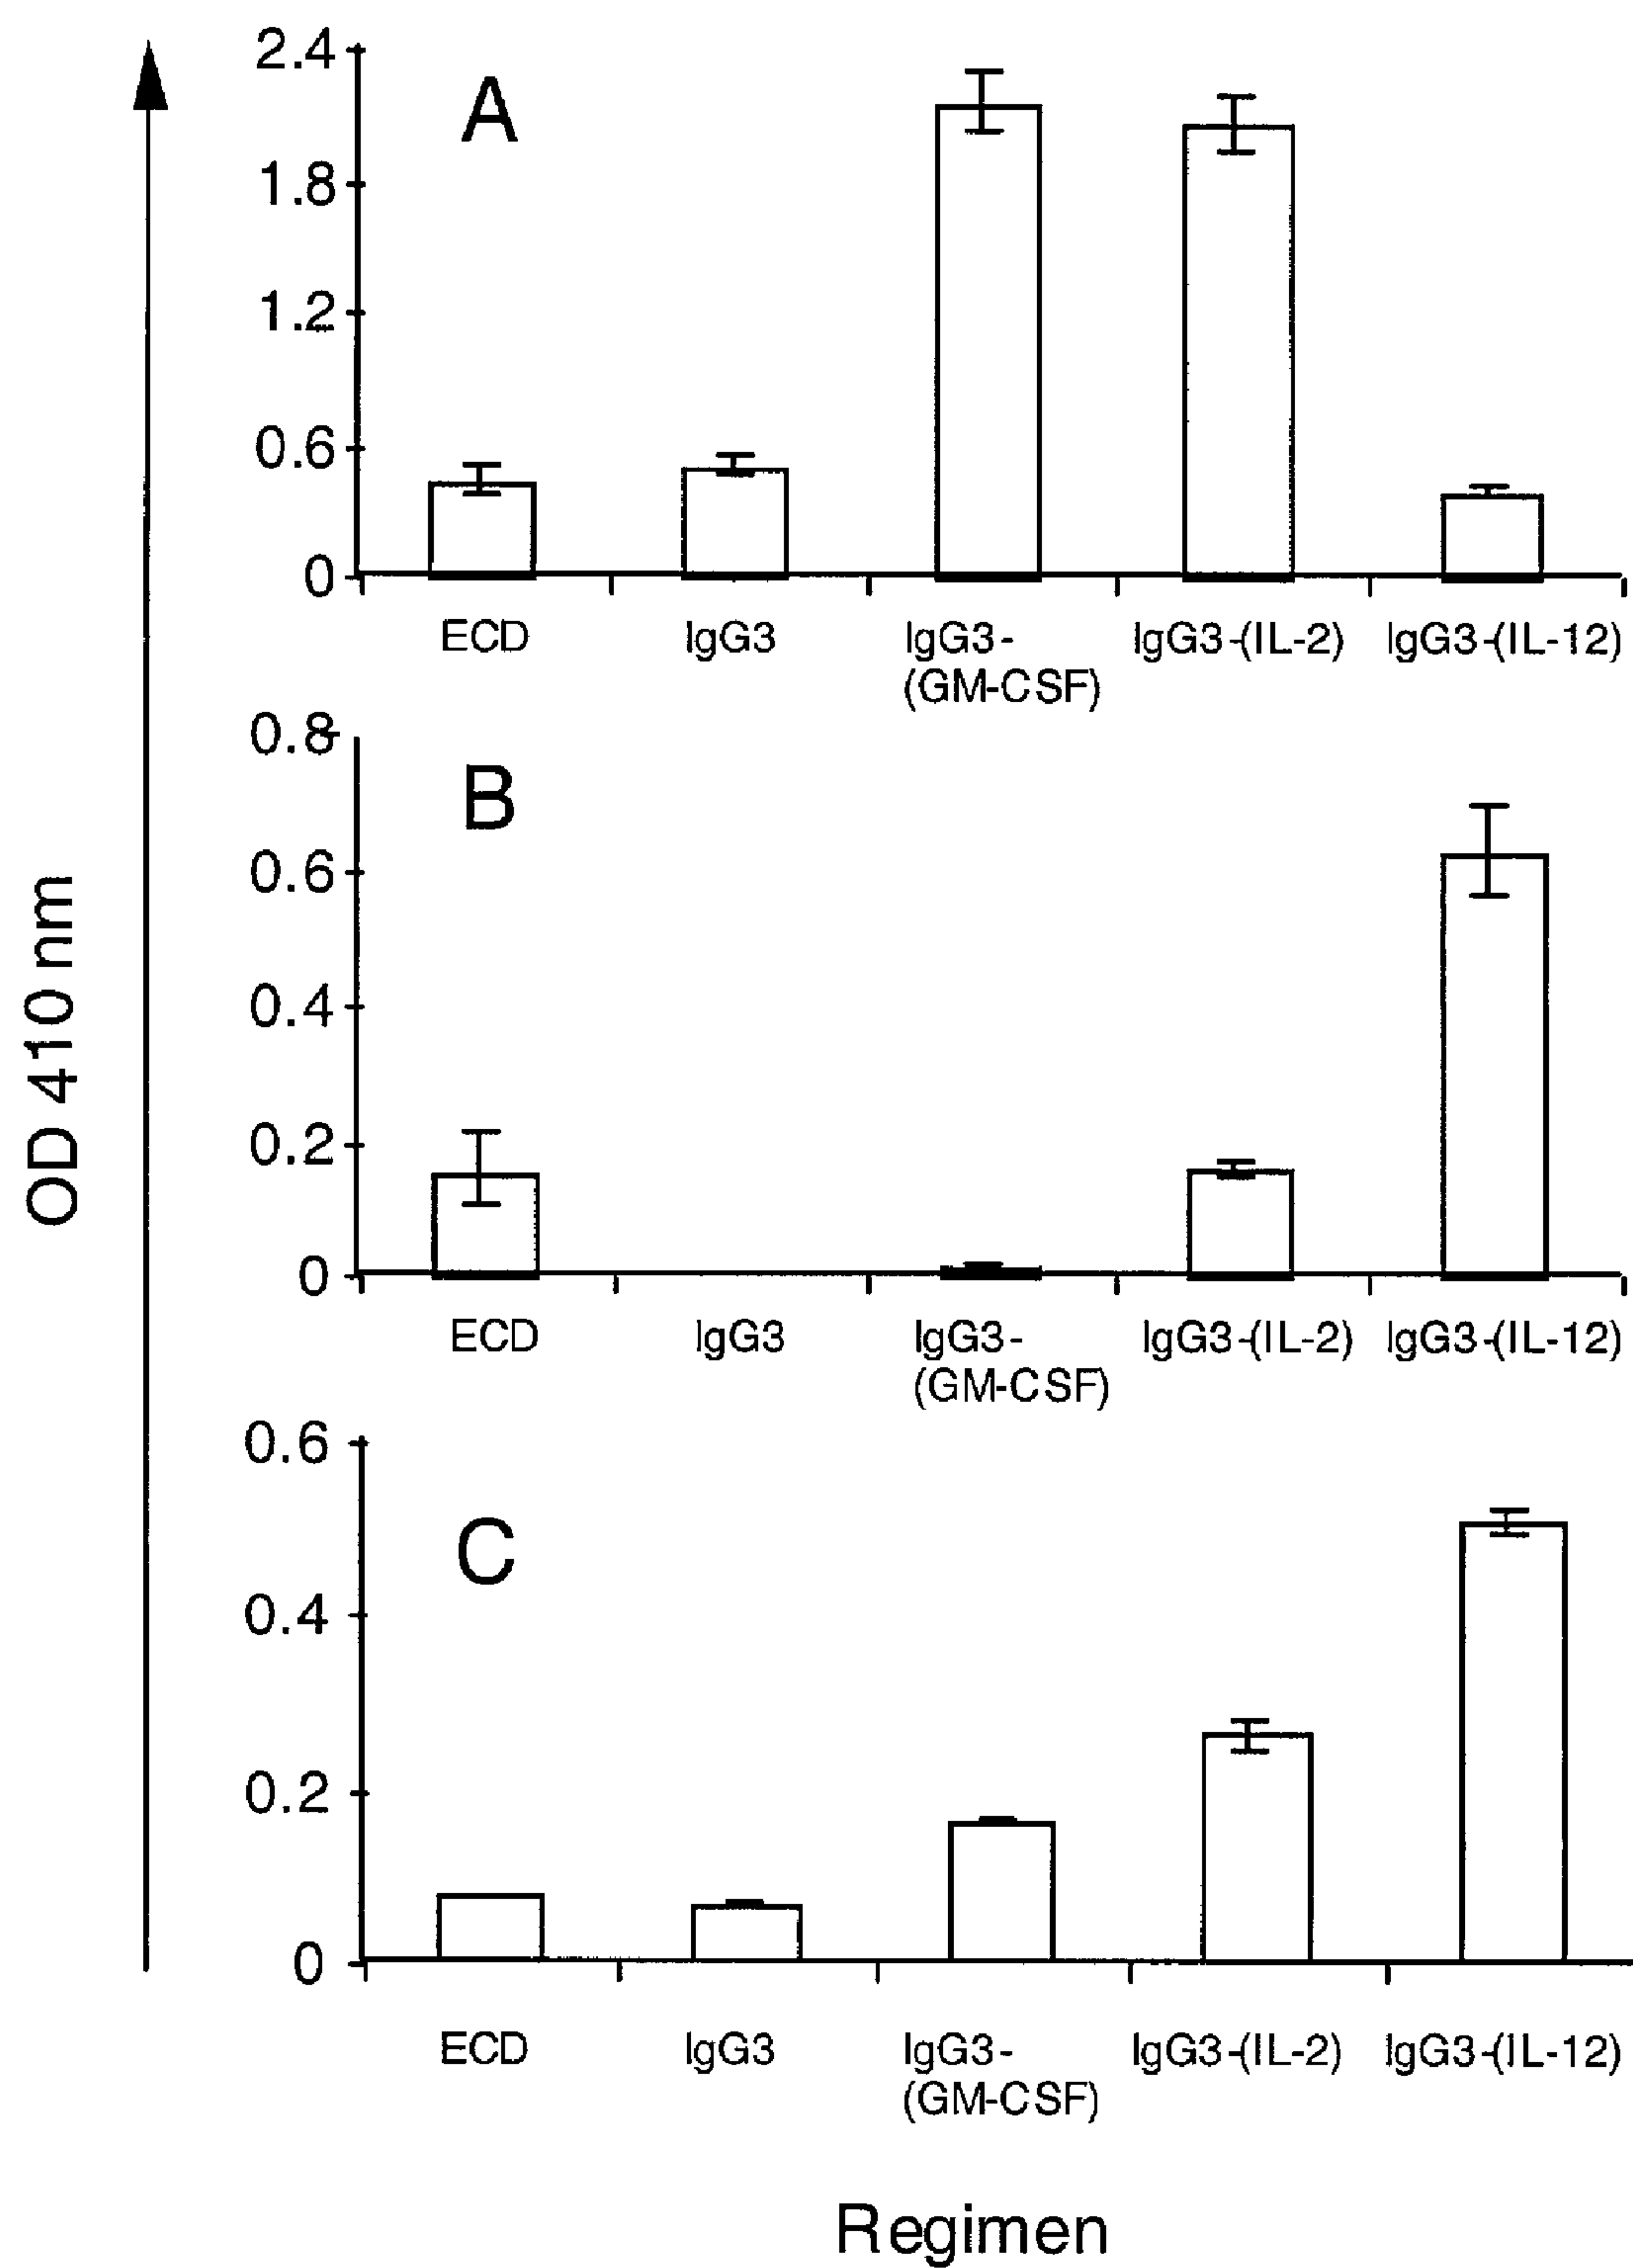 OD 410 nm
A
2.4
1.8
1.2
0.6
0
ECD IgG3 IgG3- IgG3-(IL-2) IgG3-(IL-12)
(GM-CSF)
B
0.8
0.6
0.4
0.2
0
ECD IgG3 IgG3- IgG3-(IL-2) IgG3-(IL-12)
(GM-CSF)
C
0.6
0.4
0.2
0
ECD IgG3 IgG3- IgG3-(IL-2) IgG3-(IL-12)
(GM-CSF)
Regimen